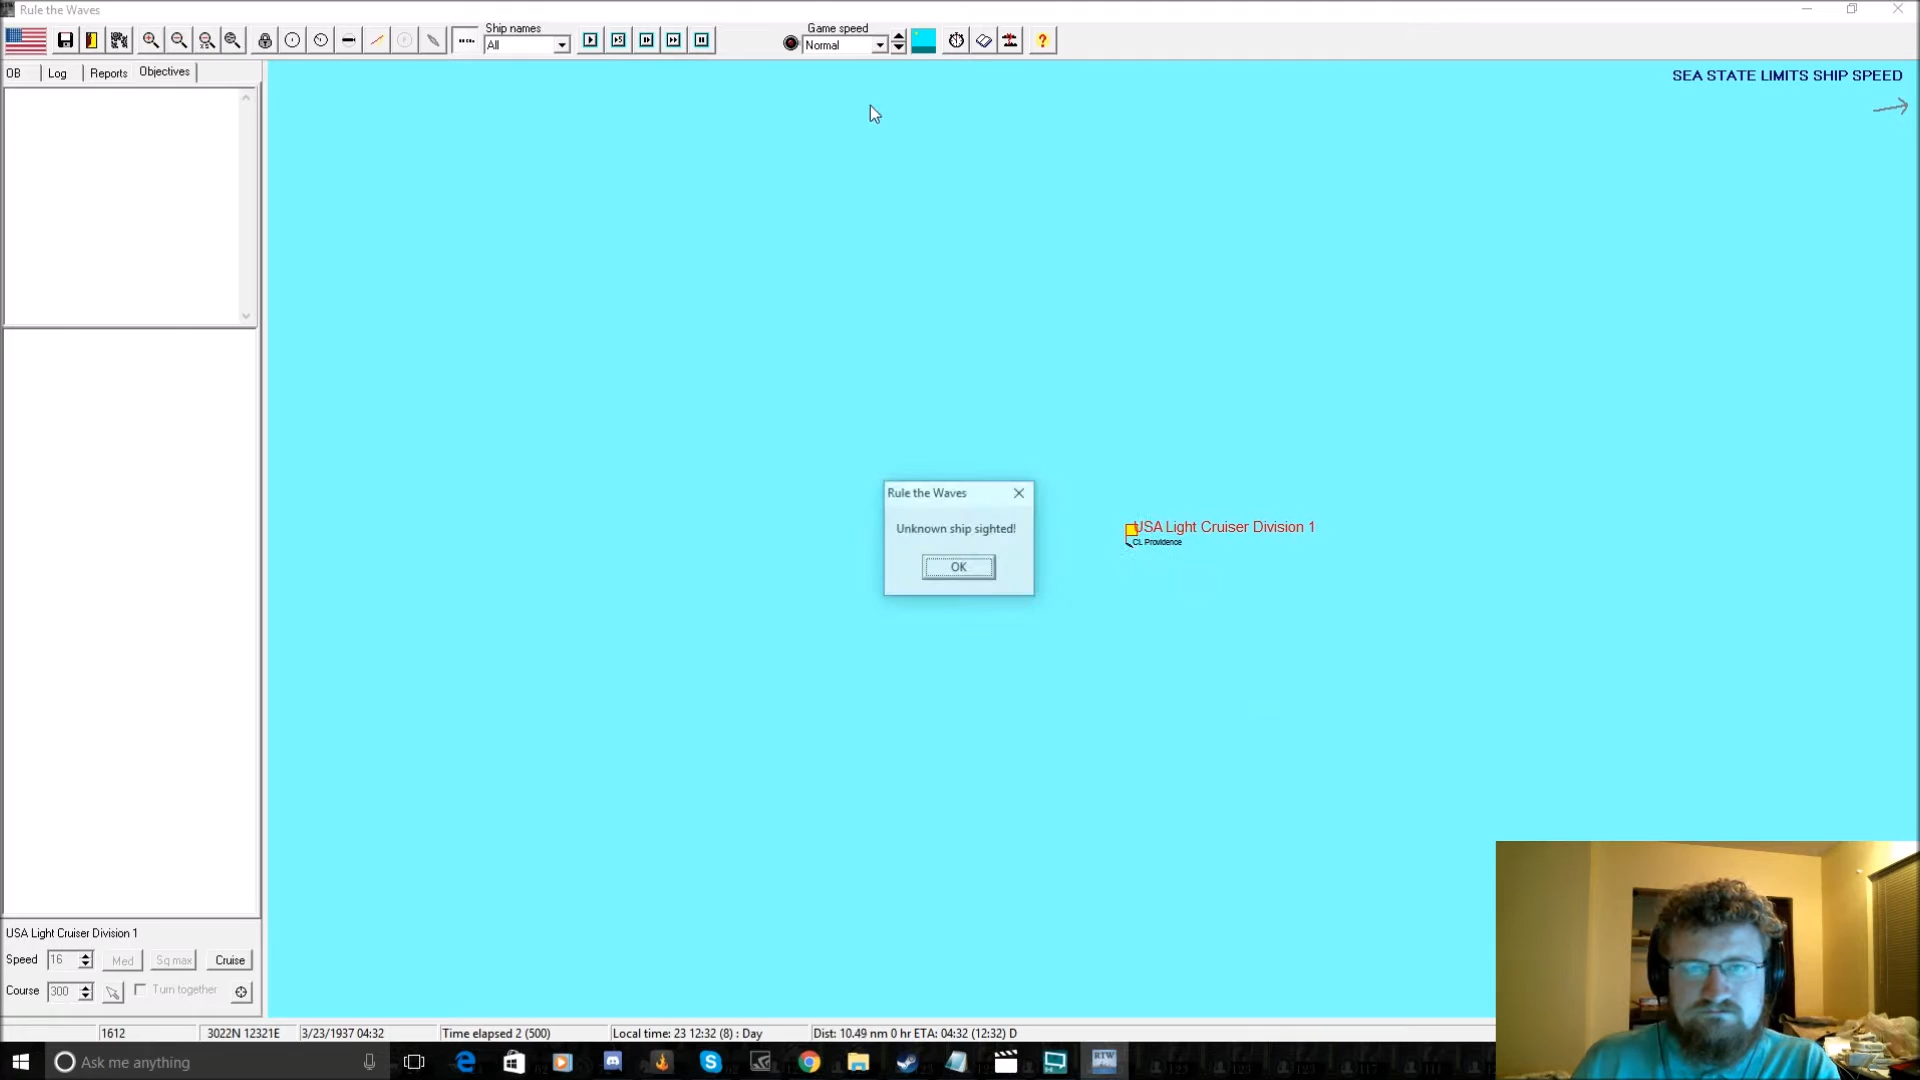 Rule the Waves
Ship names
All
Game speed
Normal
OB
Log
Reports
Objectives
SEA STATE LIMITS SHIP SPEED
Rule the Waves
Unknown ship sighted!
OK
USA Light Cruiser Division 1
CL Providence
USA Light Cruiser Division 1
Speed 16 Med Sq max Cruise
Course 300 Turn together
1612 3022N 12321E 3/23/1937 04:32 Time elapsed 2 (500) Local time: 23 12:32 (8) : Day Dist: 10.49 nm 0 hr ETA: 04:32 (12:32) D
Ask me anything
RTW